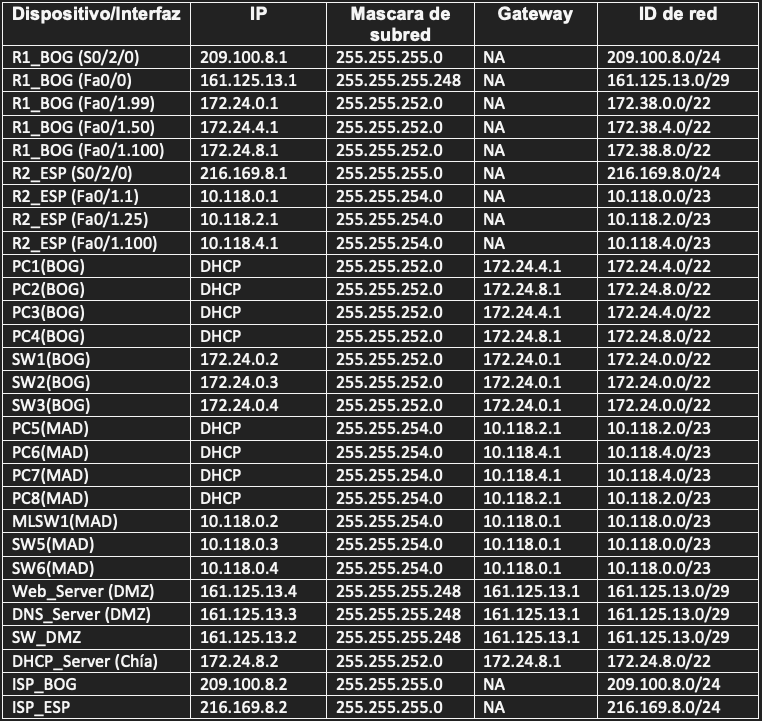 Dispositivo/Interfaz IP Mascara de subred Gateway ID de red
R1_BOG (S0/2/0) 209.100.8.1 255.255.255.0 NA 209.100.8.0/24
R1_BOG (Fa0/0) 161.125.13.1 255.255.255.248 NA 161.125.13.0/29
R1_BOG (Fa0/1.99) 172.24.0.1 255.255.252.0 NA 172.38.0.0/22
R1_BOG (Fa0/1.50) 172.24.4.1 255.255.252.0 NA 172.38.4.0/22
R1_BOG (Fa0/1.100) 172.24.8.1 255.255.252.0 NA 172.38.8.0/22
R2_ESP (S0/2/0) 216.169.8.1 255.255.255.0 NA 216.169.8.0/24
R2_ESP (Fa0/1.1) 10.118.0.1 255.255.254.0 NA 10.118.0.0/23
R2_ESP (Fa0/1.25) 10.118.2.1 255.255.254.0 NA 10.118.2.0/23
R2_ESP (Fa0/1.100) 10.118.4.1 255.255.254.0 NA 10.118.4.0/23
PC1(BOG) DHCP 255.255.252.0 172.24.4.1 172.24.4.0/22
PC2(BOG) DHCP 255.255.252.0 172.24.8.1 172.24.8.0/22
PC3(BOG) DHCP 255.255.252.0 172.24.4.1 172.24.4.0/22
PC4(BOG) DHCP 255.255.252.0 172.24.8.1 172.24.8.0/22
SW1(BOG) 172.24.0.2 255.255.252.0 172.24.0.1 172.24.0.0/22
SW2(BOG) 172.24.0.3 255.255.252.0 172.24.0.1 172.24.0.0/22
SW3(BOG) 172.24.0.4 255.255.252.0 172.24.0.1 172.24.0.0/22
PC5(MAD) DHCP 255.255.254.0 10.118.2.1 10.118.2.0/23
PC6(MAD) DHCP 255.255.254.0 10.118.4.1 10.118.4.0/23
PC7(MAD) DHCP 255.255.254.0 10.118.4.1 10.118.4.0/23
PC8(MAD) DHCP 255.255.254.0 10.118.2.1 10.118.2.0/23
MLSW1(MAD) 10.118.0.2 255.255.254.0 10.118.0.1 10.118.0.0/23
SW5(MAD) 10.118.0.3 255.255.254.0 10.118.0.1 10.118.0.0/23
SW6(MAD) 10.118.0.4 255.255.254.0 10.118.0.1 10.118.0.0/23
Web_Server (DMZ) 161.125.13.4 255.255.255.248 161.125.13.1 161.125.13.0/29
DNS_Server (DMZ) 161.125.13.3 255.255.255.248 161.125.13.1 161.125.13.0/29
SW_DMZ 161.125.13.2 255.255.255.248 161.125.13.1 161.125.13.0/29
DHCP_Server (Chía) 172.24.8.2 255.255.252.0 172.24.8.1 172.24.8.0/22
ISP_BOG 209.100.8.2 255.255.255.0 NA 209.100.8.0/24
ISP_ESP 216.169.8.2 255.255.255.0 NA 216.169.8.0/24